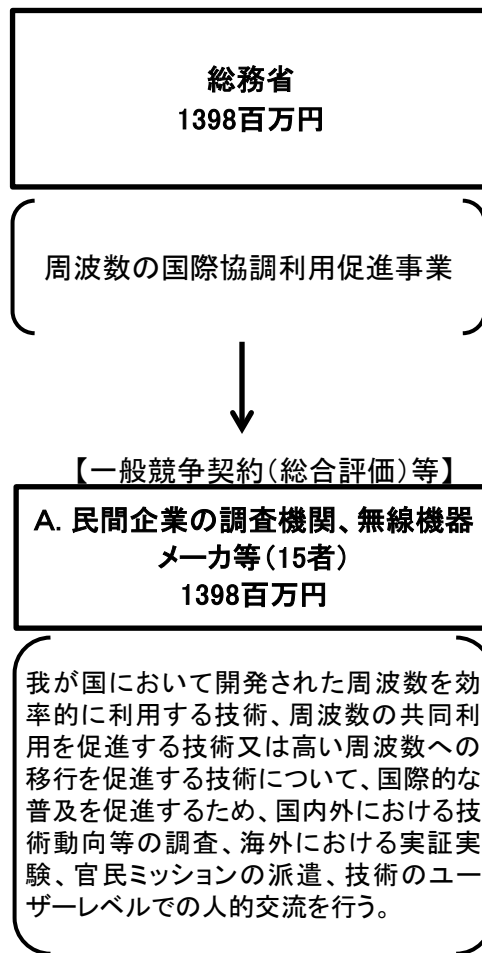 総務省
1398百万円
周波数の国際協調利用促進事業
【一般競争契約(総合評価)等】
A. 民間企業の調査機関、無線機器
メーカ等(15者)
1398百万円
我が国において開発された周波数を効
率的に利用する技術、周波数の共同利
用を促進する技術又は高い周波数への
移行を促進する技術について、国際的な
普及を促進するため、国内外における技
術動向等の調査、海外における実証実
験、官民ミッションの派遣、技術のユー
ザーレベルでの人的交流を行う。